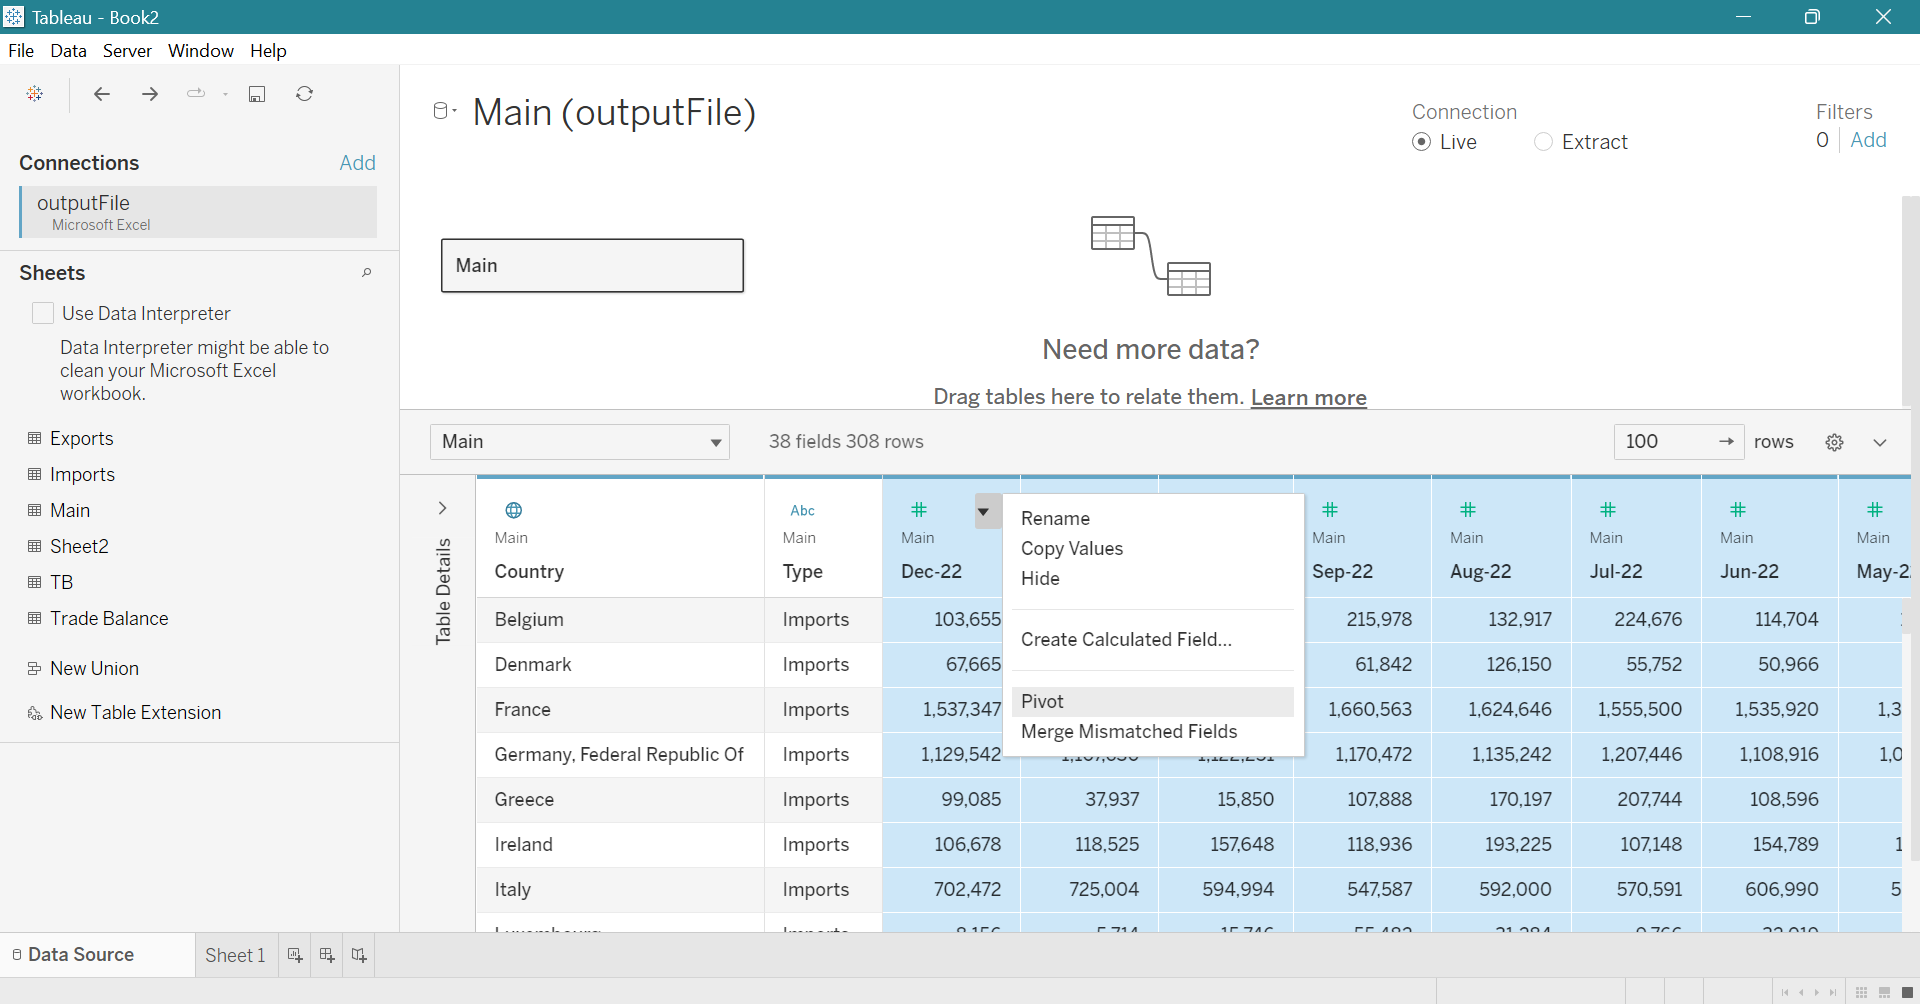 Tableau - Book2
File Data Server Window Help
Connections Add
outputFile
Microsoft Excel
Sheets
Use Data Interpreter
Data Interpreter might be able to
clean your Microsoft Excel
workbook.
Exports
Imports
Main
Sheet2
TB
Trade Balance
New Union
New Table Extension
Main (outputFile)
Connection
Live Extract
Filters
0 Add
Main
Need more data?
Drag tables here to relate them. Learn more
Main 38 fields 308 rows 100 rows
Table Details
Abc
Main Main Main Main Main Main Main Main
Country Type Dec-22 Sep-22 Aug-22 Jul-22 Jun-22 May-2
Rename
Copy Values
Hide
Create Calculated Field...
Pivot
Merge Mismatched Fields
Belgium Imports 103,655 215,978 132,917 224,676 114,704
Denmark Imports 67,665 61,842 126,150 55,752 50,966
France Imports 1,537,347 1,660,563 1,624,646 1,555,500 1,535,920 1,3
Germany, Federal Republic Of Imports 1,129,542 1,170,472 1,135,242 1,207,446 1,108,916 1,0
Greece Imports 99,085 37,937 15,850 107,888 170,197 207,744 108,596
Ireland Imports 106,678 118,525 157,648 118,936 193,225 107,148 154,789 1
Italy Imports 702,472 725,004 594,994 547,587 592,000 570,591 606,990 5
Data Source Sheet 1